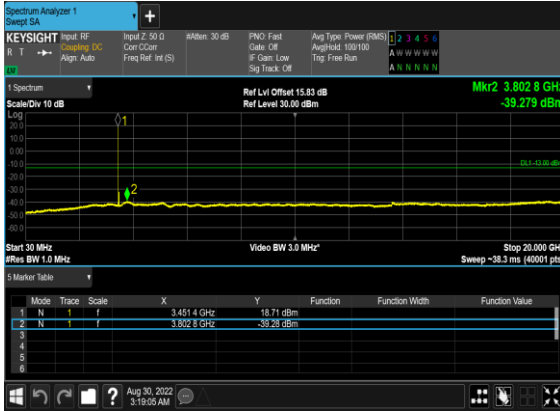 Spectrum Analyzer 1
Swept SA
+
KEYSIGHT Input: RF Input Z: 50 Ω #Atten: 30 dB PNO: Fast Avg Type: Power (RMS) 1 2 3 4 5 6
R T Coupling: DC Corr CCorr Gate: Off Avg|Hold: 100/100 A W W W W W
Align: Auto Freq Ref: Int (S) IF Gain: Low Trig: Free Run
Sig Track: Off A N N N N N
1 Spectrum Ref Lvl Offset 15.83 dB Mkr2 3.802 8 GHz
Scale/Div 10 dB Ref Level 30.00 dBm -39.279 dBm
Log
20.0
10.0
0.00
-10.0
-20.0
-30.0
-40.0
-50.0
-60.0
1
2
DL1 -13.00 dBm
Start 30 MHz Video BW 3.0 MHz* Stop 20.000 GHz
#Res BW 1.0 MHz Sweep ~38.3 ms (40001 pts)
5 Marker Table
Mode Trace Scale X Y Function Function Width Function Value
1 N 1 f 3.451 4 GHz 18.71 dBm
2 N 1 f 3.802 8 GHz -39.28 dBm
3
4
5
6
? Aug 30, 2022
3:19:05 AM